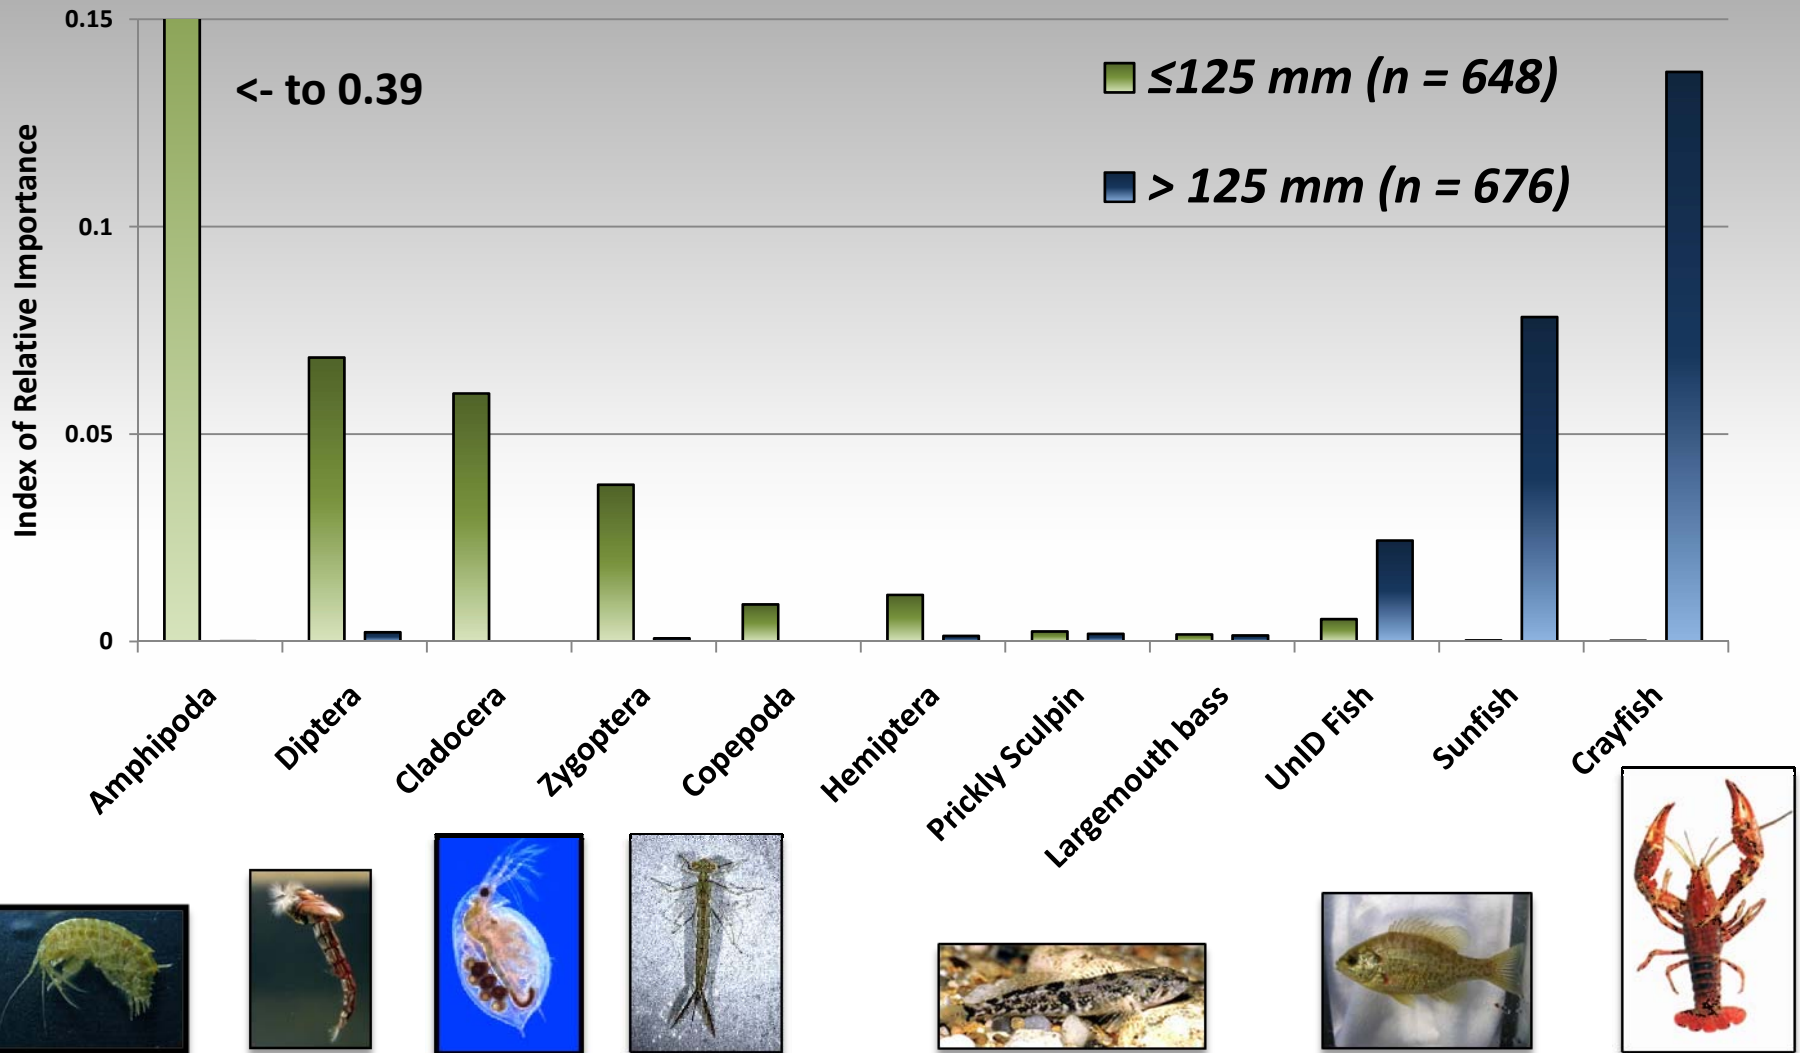 0.15
<- to 0.39
≤125 mm (n = 648)
> 125 mm (n = 676)
0.1
0.05
0
Index of Relative Importance
Amphipoda
Diptera
Cladocera
Zygoptera
Copepoda
Hemiptera
Prickly Sculpin
Largemouth bass
UnID Fish
Sunfish
Crayfish